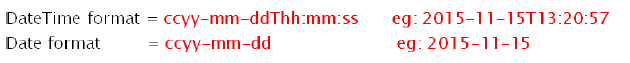 DateTime format = ccyy-mm-ddThh:mm:ss eg: 2015-11-15T13:20:57
Date format = ccyy-mm-dd eg: 2015-11-15